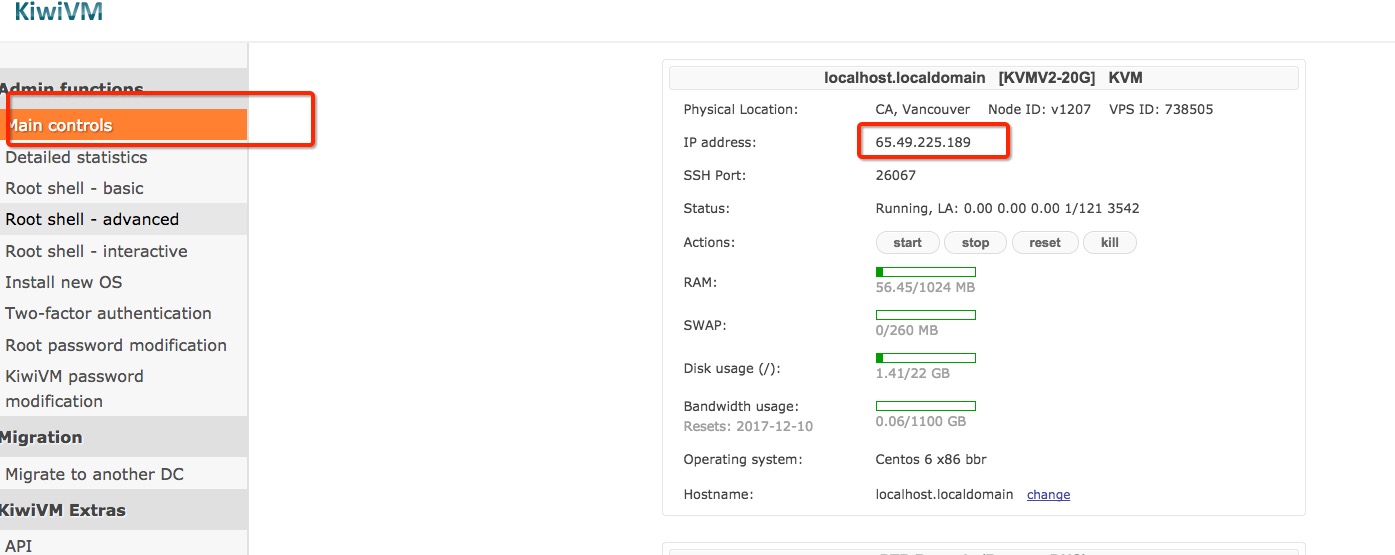 KiwiVM
Admin functions
Main controls
Detailed statistics
Root shell - basic
Root shell - advanced
Root shell - interactive
Install new OS
Two-factor authentication
Root password modification
KiwiVM password
modification
Migration
Migrate to another DC
KiwiVM Extras
API
localhost.localdomain [KVMV2-20G] KVM
Physical Location: CA, Vancouver Node ID: v1207 VPS ID: 738505
IP address: 65.49.225.189
SSH Port: 26067
Status: Running, LA: 0.00 0.00 0.00 1/121 3542
Actions: start stop reset kill
RAM:
56.45/1024 MB
SWAP:
0/260 MB
Disk usage (/):
1.41/22 GB
Bandwidth usage:
Resets: 2017-12-10
0.06/1100 GB
Operating system: Centos 6 x86 bbr
Hostname: localhost.localdomain change